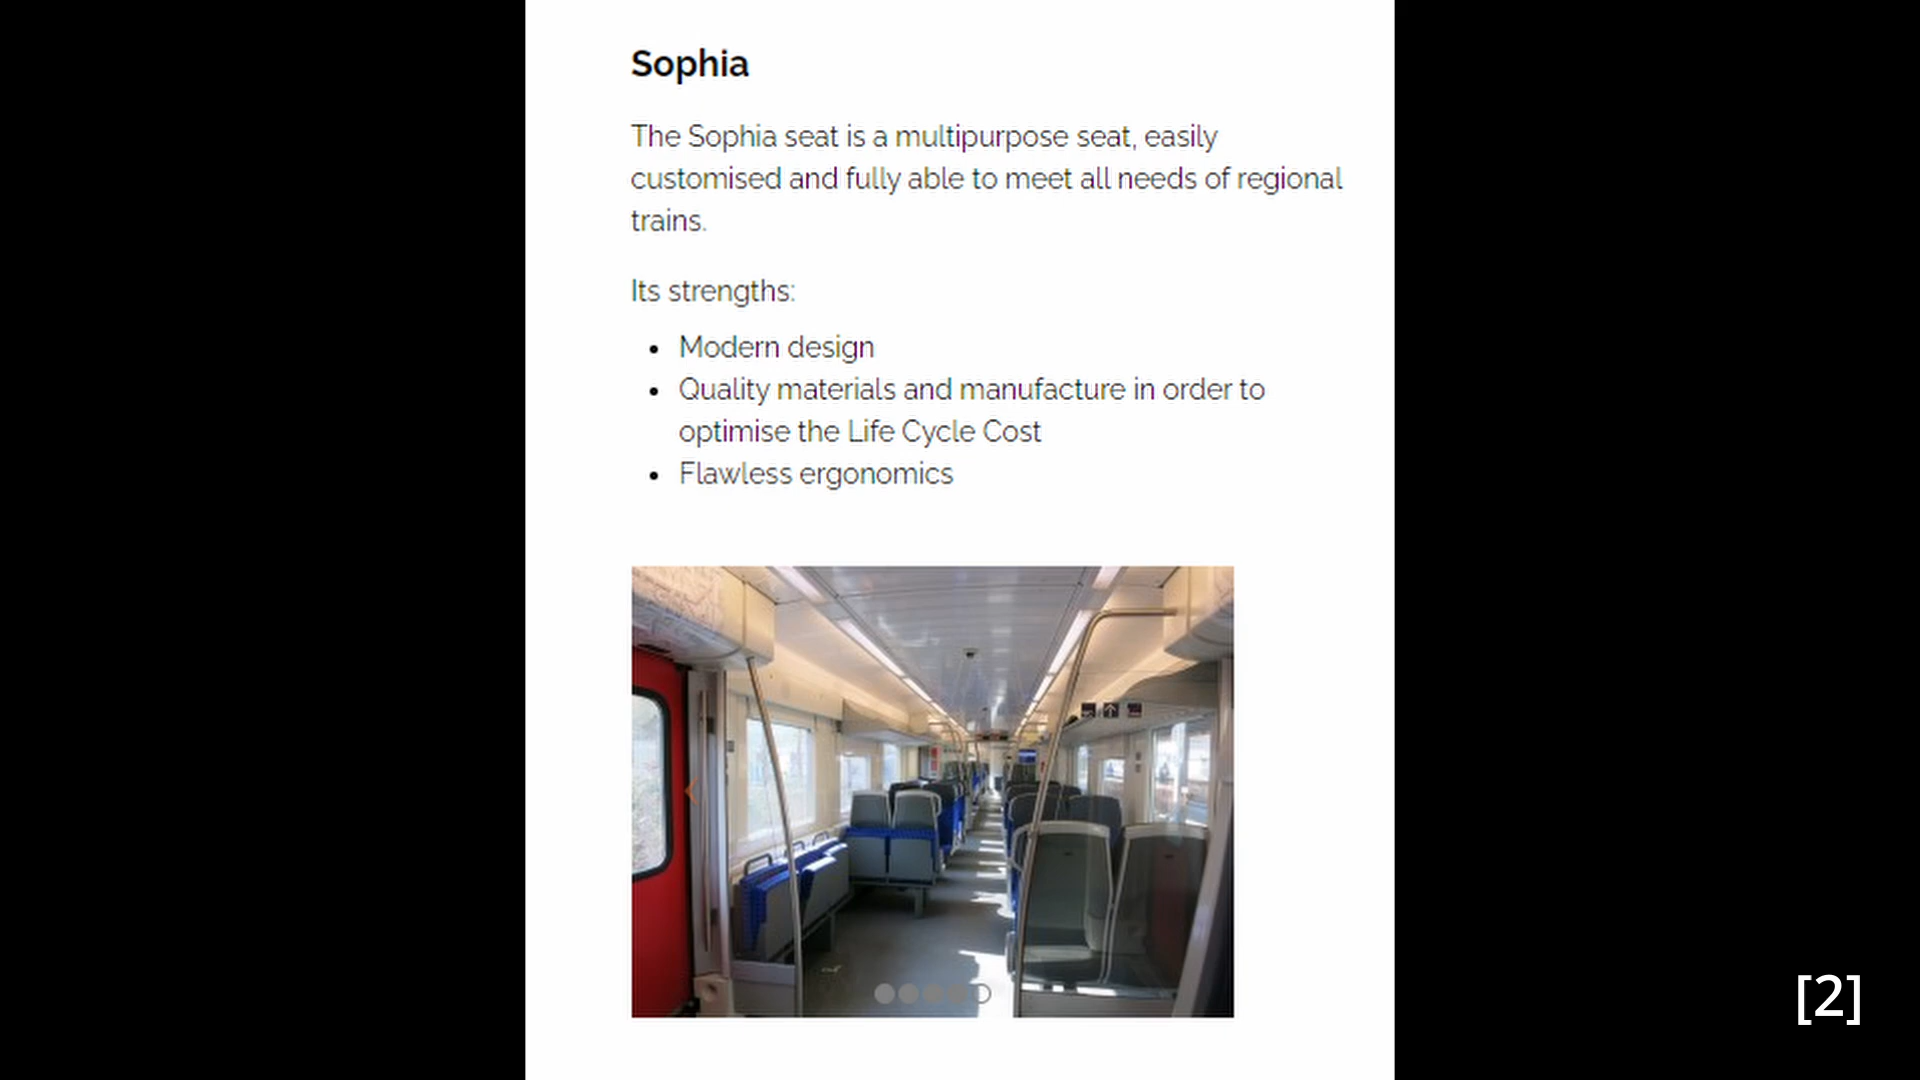 Sophia
The Sophia seat is a multipurpose seat, easily
customised and fully able to meet all needs of regional
trains.
Its strengths:
• Modern design
• Quality materials and manufacture in order to
optimise the Life Cycle Cost
• Flawless ergonomics
[2]